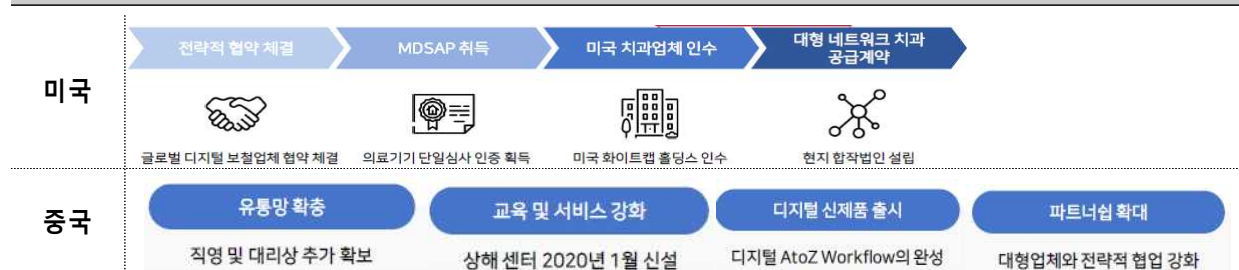 미국
전략적 협약 체결
MDSAP 취득
미국 치과업체 인수
대형 네트워크 치과
공급계약
글로벌 디지털 보철업체 협약 체결
의료기기 단일심사 인증 획득
미국 화이트캡 홀딩스 인수
현지 합작법인 설립
중국
유통망 확충
교육 및 서비스 강화
디지털 신제품 출시
파트너쉽 확대
직영 및 대리상 추가 확보
상해 센터 2020년 1월 신설
디지털 AtoZ Workflow의 완성
대형업체와 전략적 협업 강화